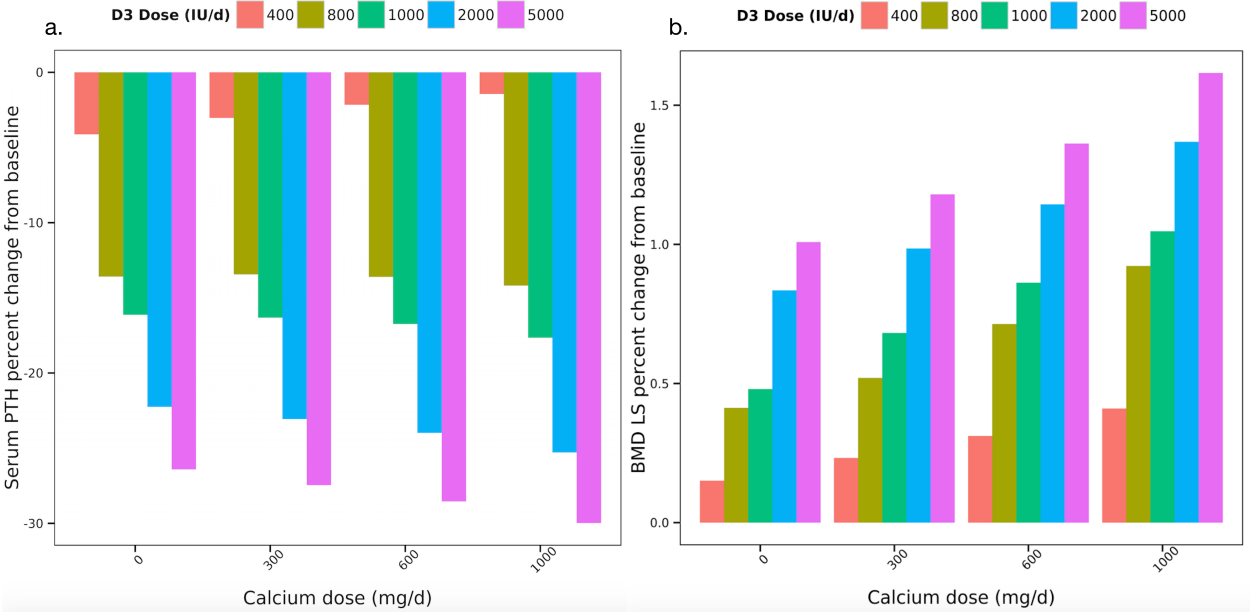 D3 Dose (IU/d) 400 800 1000 2000 5000
a.
Serum PTH percent change from baseline
0
-10
-20
-30
0 300 600 1000
Calcium dose (mg/d)
D3 Dose (IU/d) 400 800 1000 2000 5000
b.
BMD LS percent change from baseline
1.5
1.0
0.5
0.0
0 300 600 1000
Calcium dose (mg/d)